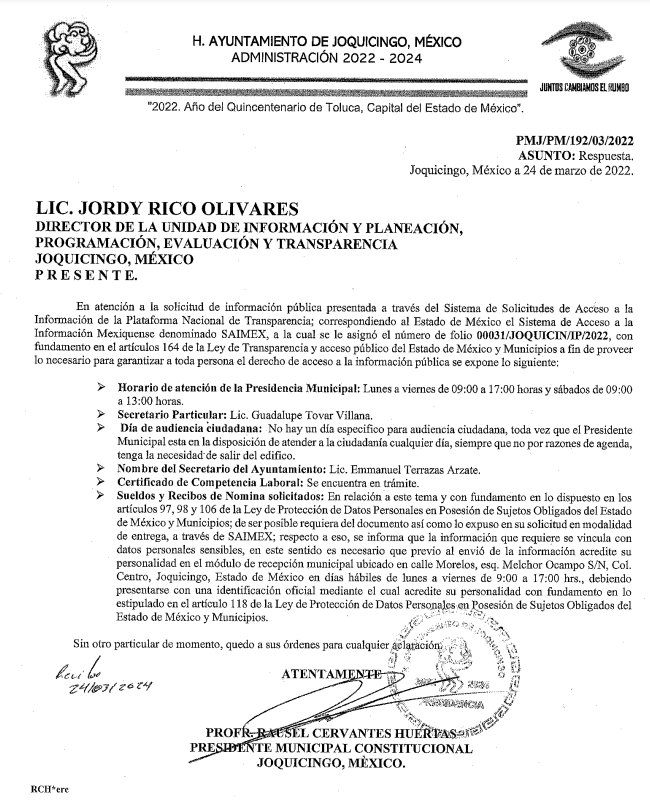 H. AYUNTAMIENTO DE JOQUICINGO, MÉXICO
ADMINISTRACIÓN 2022 - 2024
JUNTOS CAMBIAMOS EL RUMBO
"2022. Año del Quincentenario de Toluca, Capital del Estado de México".
PMJ/PM/192/03/2022
ASUNTO: Respuesta.
Joquicingo, México a 24 de marzo de 2022.
LIC. JORDY RICO OLIVARES
DIRECTOR DE LA UNIDAD DE INFORMACIÓN Y PLANEACIÓN,
PROGRAMACIÓN, EVALUACIÓN Y TRANSPARENCIA
JOQUICINGO, MÉXICO
P R E S E N T E.
En atención a la solicitud de información pública presentada a través del Sistema de Solicitudes de Acceso a la
Información de la Plataforma Nacional de Transparencia; correspondiendo al Estado de México el Sistema de Acceso a la
Información Mexiquense denominado SAIMEX, a la cual se le asignó el número de folio 00031/JOQUICIN/IP/2022, con
fundamento en el artículos 164 de la Ley de Transparencia y acceso público del Estado de México y Municipios a fin de proveer
lo necesario para garantizar a toda persona el derecho de acceso a la información pública se expone lo siguiente:
➢ Horario de atención de la Presidencia Municipal: Lunes a viernes de 09:00 a 17:00 horas y sábados de 09:00
a 13:00 horas.
➢ Secretario Particular: Lic. Guadalupe Tovar Villana.
➢ Día de audiencia ciudadana: No hay un día específico para audiencia ciudadana, toda vez que el Presidente
Municipal esta en la disposición de atender a la ciudadanía cualquier día, siempre que no por razones de agenda,
tenga la necesidad de salir del edifico.
➢ Nombre del Secretario del Ayuntamiento: Lic. Emmanuel Terrazas Arzate.
➢ Certificado de Competencia Laboral: Se encuentra en trámite.
➢ Sueldos y Recibos de Nomina solicitados: En relación a este tema y con fundamento en lo dispuesto en los
artículos 97, 98 y 106 de la Ley de Protección de Datos Personales en Posesión de Sujetos Obligados del Estado
de México y Municipios; de ser posible requiera del documento así como lo expuso en su solicitud en modalidad
de entrega, a través de SAIMEX; respecto a eso, se informa que la información que requiere se vincula con
datos personales sensibles, en este sentido es necesario que previo al envió de la información acredite su
personalidad en el módulo de recepción municipal ubicado en calle Morelos, esq. Melchor Ocampo S/N, Col.
Centro, Joquicingo, Estado de México en días hábiles de lunes a viernes de 9:00 a 17:00 hrs., debiendo
presentarse con una identificación oficial mediante el cual acredite su personalidad con fundamento en lo
estipulado en el artículo 118 de la Ley de Protección de Datos Personales en Posesión de Sujetos Obligados del
Estado de México y Municipios.
Sin otro particular de momento, quedo a sus órdenes para cualquier aclaración.
Recibo
24/03/2024
ATENTAMENTE
PRESIDENCIA
PROFR. RAUSEL CERVANTES HUERTAS
PRESIDENTE MUNICIPAL CONSTITUCIONAL
JOQUICINGO, MÉXICO.
RCH*ere